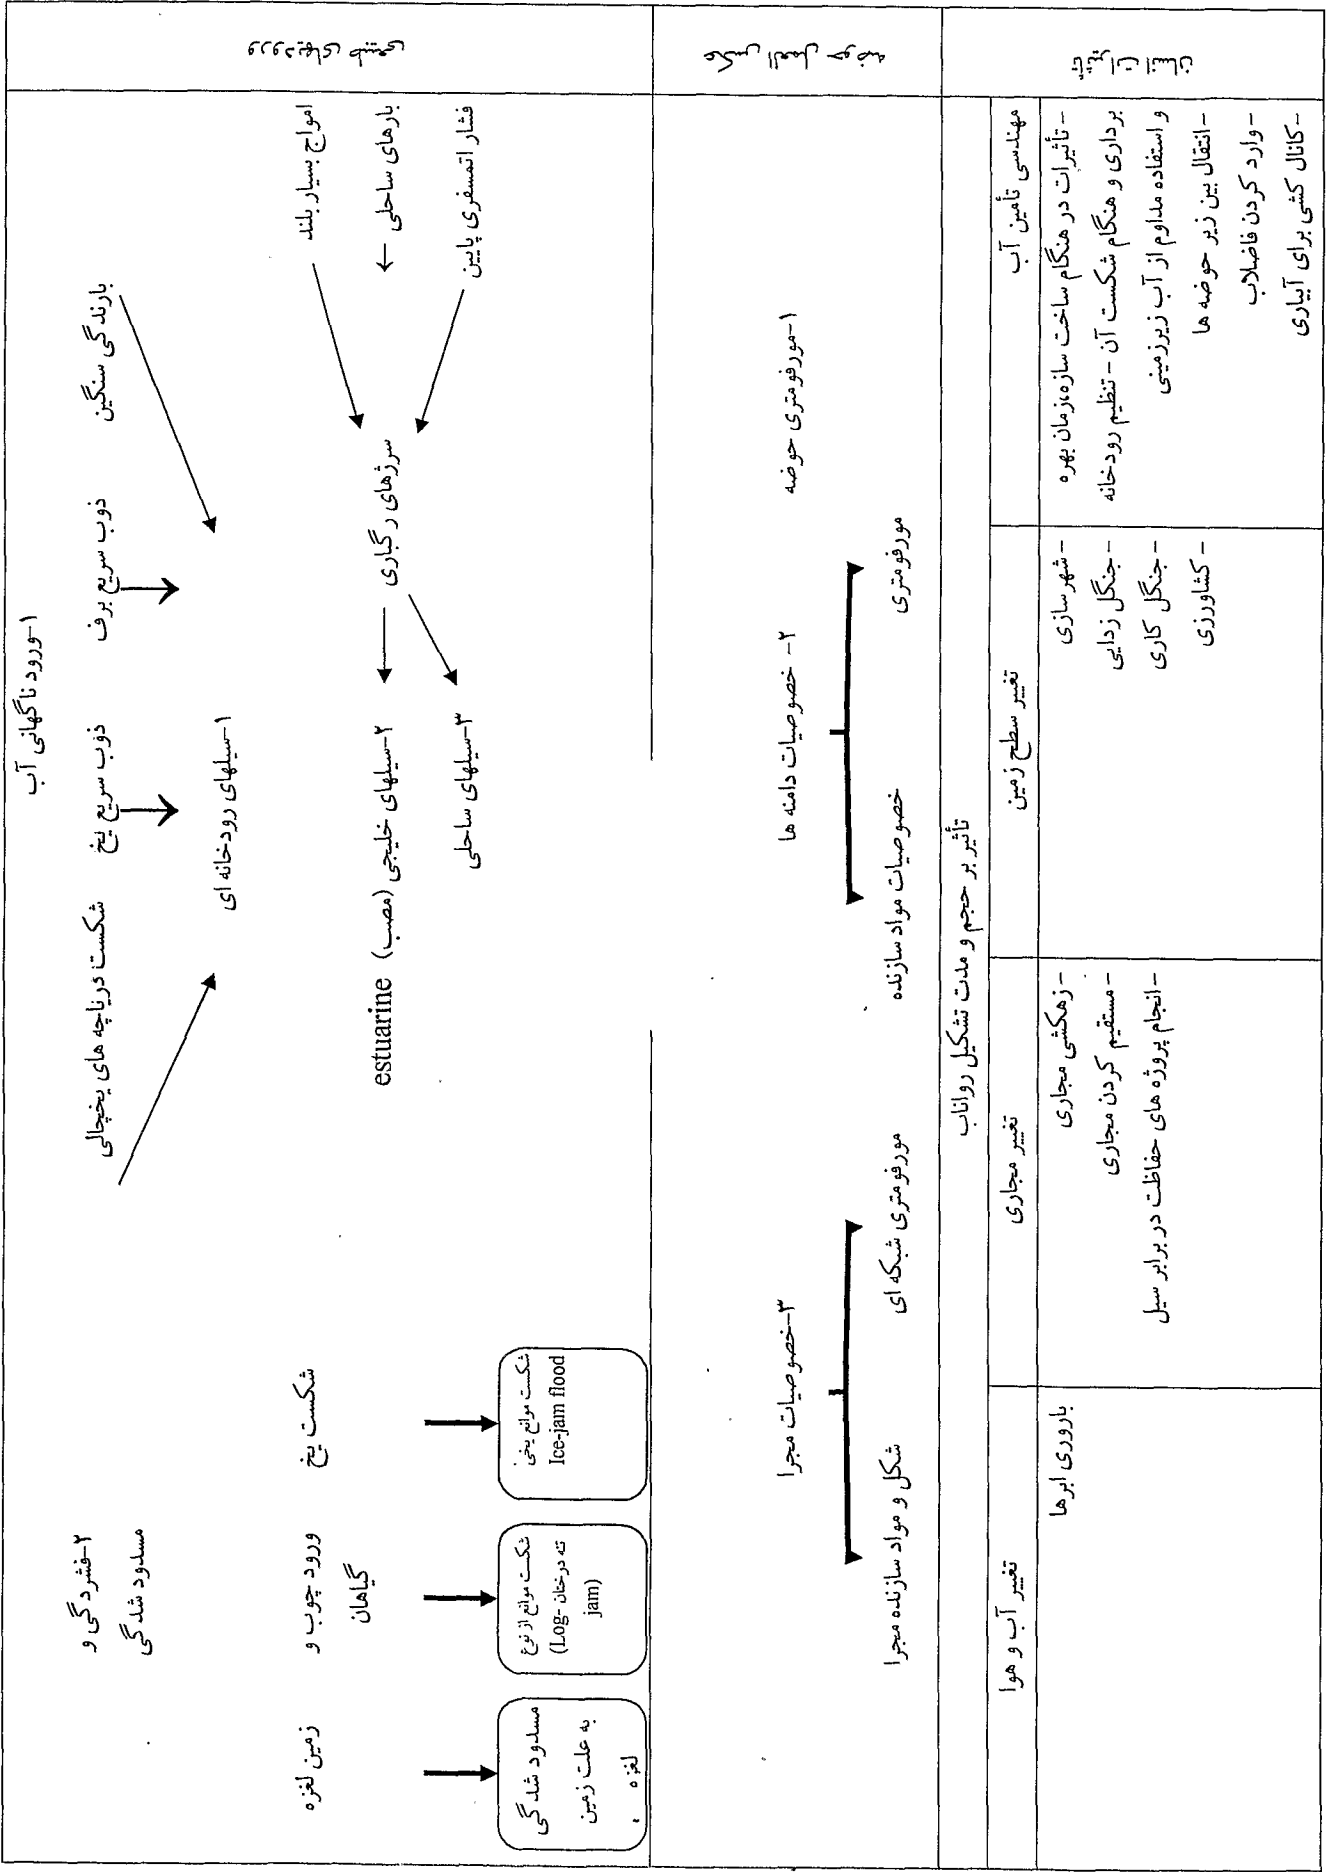 ورودیهای طبیعی
۱-ورود ناگهانی آب
بارندگی سنگین
ذوب سریع برف
ذوب سریع یخ
شکست دریاچه های یخچالی
۱-سیلهای رودخانه ای
امواج بسیار بلند
بارهای ساحلی
فشار اتمسفری پایین
سرژهای رگباری
۲-سیلهای خلیجی (مصب) estuarine
۳-سیلهای ساحلی
۲-فشردگی و
مسدود شدگی
شکست یخ
ورود چوب و
گیاهان
زمین لغزه
شکست موانع یخی
Ice-jam flood
شکست موانع از نوع
تنه درختان (Log-
jam)
مسدود شدگی
به علت زمین
لغزه
عکس العمل حوضه
۱-مورفومتری حوضه
۲- خصوصیات دامنه ها
مورفومتری
خصوصیات مواد سازنده
۳-خصوصیات مجرا
مورفومتری شبکه ای
شکل و مواد سازنده مجرا
تاثیرات انسان
تأثیر بر حجم و مدت تشکیل رواناب
مهندسی تأمین آب
تغییر سطح زمین
تغییر مجاری
تغییر آب و هوا
-تأثیرات در هنگام ساخت سازه،زمان بهره
برداری و هنگام شکست آن - تنظیم رودخانه
و استفاده مداوم از آب زیرزمینی
-انتقال بین زیر حوضه ها
-وارد کردن فاضلاب
-کانال کشی برای آبیاری
-شهرسازی
-جنگل زدایی
-جنگل کاری
-کشاورزی
-زهکشی مجاری
-مستقیم کردن مجاری
-انجام پروژه های حفاظت در برابر سیل
باروری ابرها